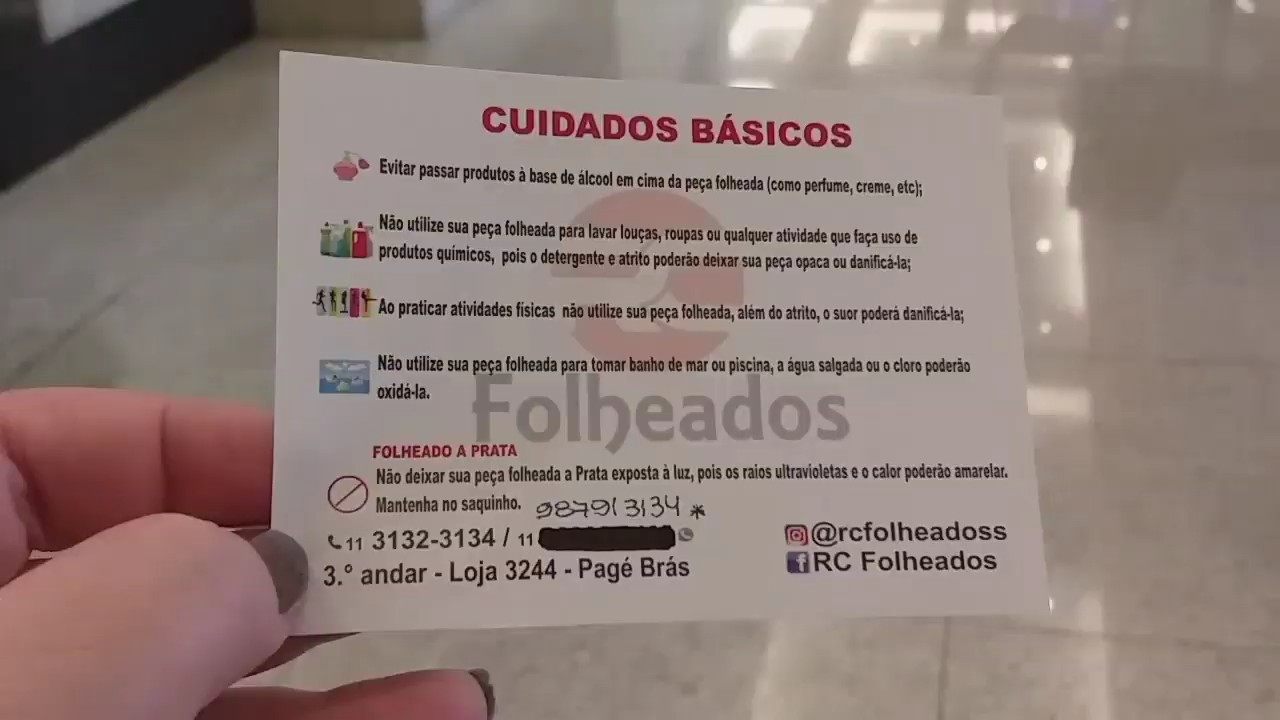 CUIDADOS BÁSICOS
Evitar passar produtos à base de álcool em cima da peça folheada (como perfume, creme, etc);
Não utilize sua peça folheada para lavar louças, roupas ou qualquer atividade que faça uso de
produtos químicos, pois o detergente e atrito poderão deixar sua peça opaca ou danificá-la;
Ao praticar atividades físicas não utilize sua peça folheada, além do atrito, o suor poderá danificá-la;
Não utilize sua peça folheada para tomar banho de mar ou piscina, a água salgada ou o cloro poderão
oxidá-la.
Folheados
FOLHEADO A PRATA
Não deixar sua peça folheada a Prata exposta à luz, pois os raios ultravioletas e o calor poderão amarelar.
Mantenha no saquinho. 987913134 *
11 3132-3134 / 11
3.º andar - Loja 3244 - Pagé Brás
@rcfolheadoss
RC Folheados